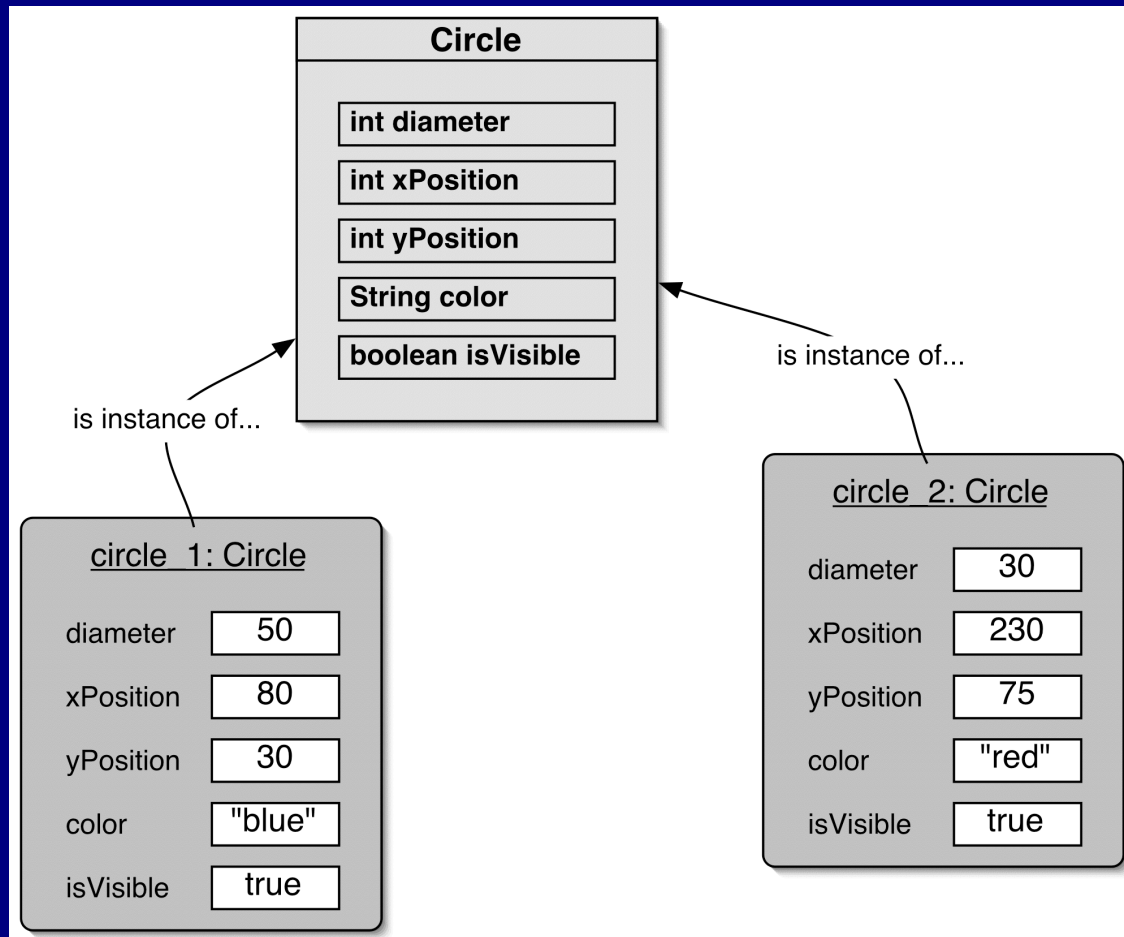 Circle
int diameter
int xPosition
int yPosition
String color
boolean isVisible
is instance of...
is instance of...
circle_1: Circle
diameter 50
xPosition 80
yPosition 30
color "blue"
isVisible true
circle_2: Circle
diameter 30
xPosition 230
yPosition 75
color "red"
isVisible true